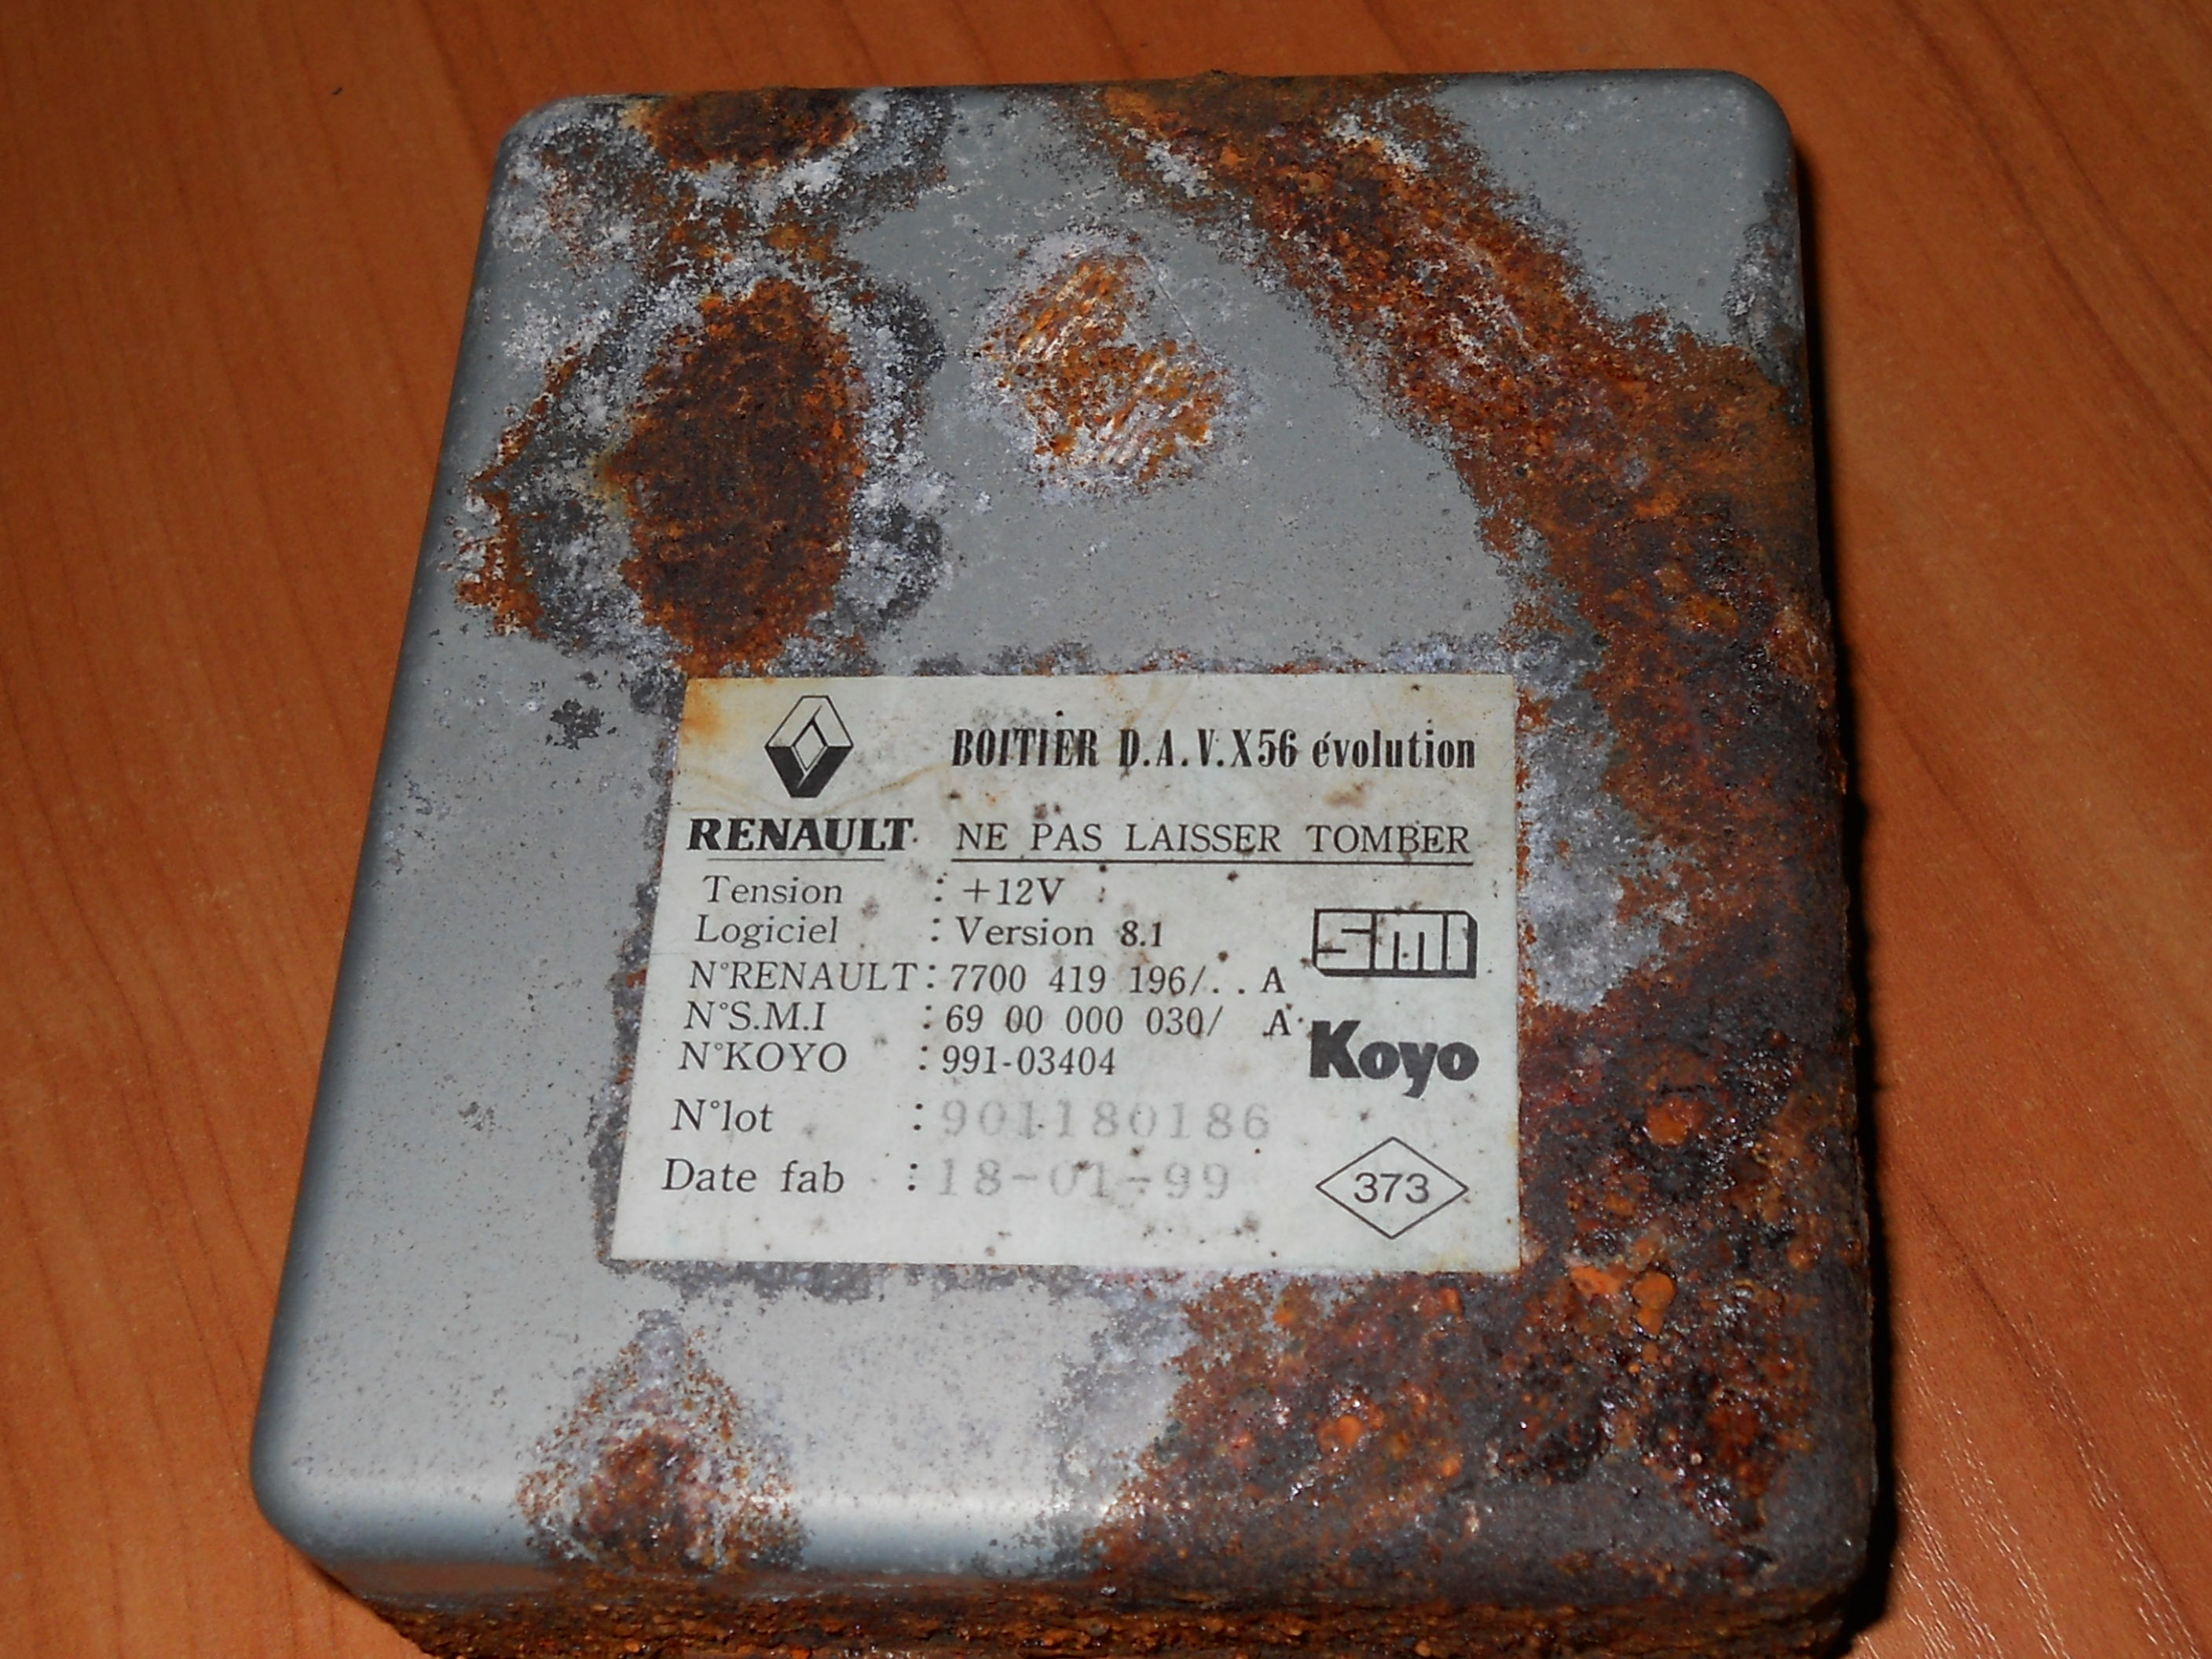 BOITIER D.A.V. X56 évolution
RENAULT NE PAS LAISSER TOMBER
Tension : +12V
Logiciel : Version 8.1
smi
N°RENAULT : 7700 419 196/. . A
N°S.M.I : 69 00 000 030/ A
N°KOYO : 991-03404
Koyo
N°lot : 901180186
Date fab : 18-01-99
373